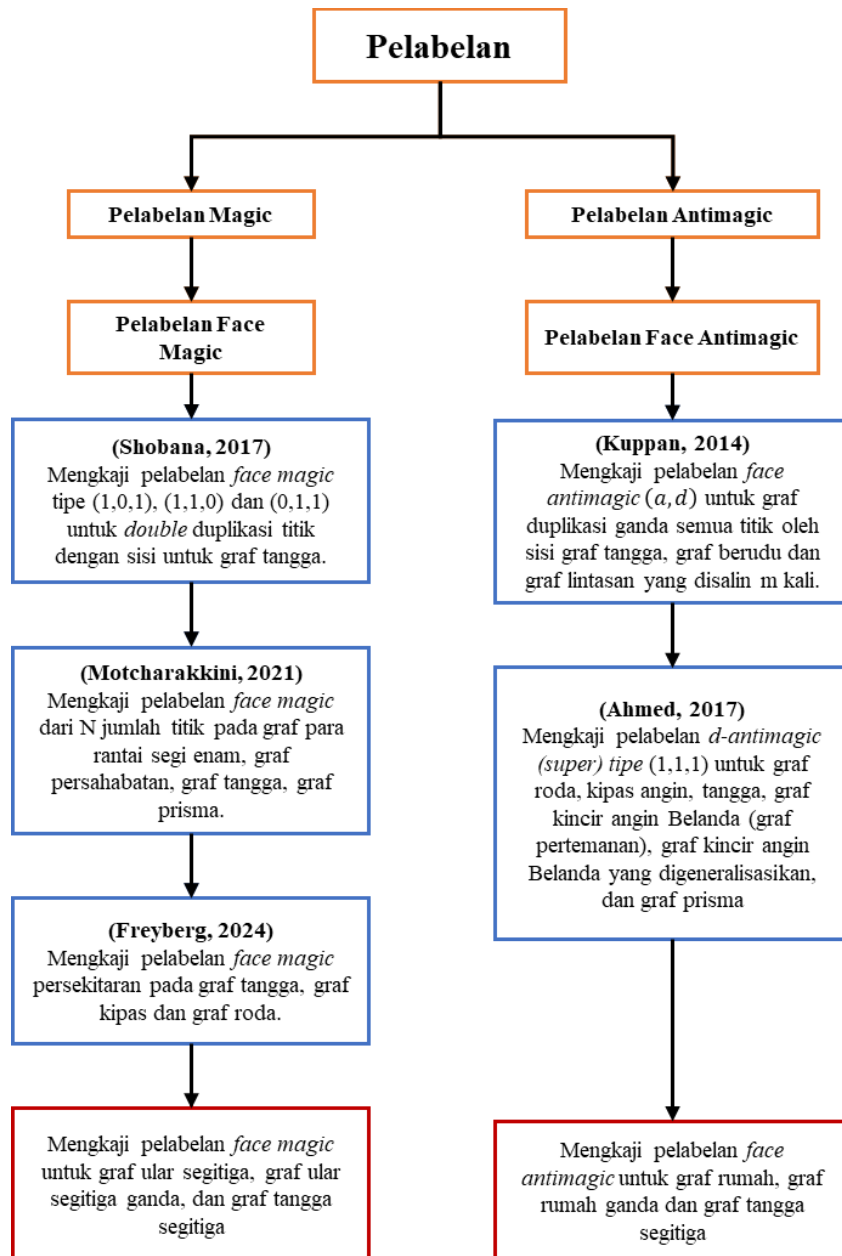 Pelabelan
Pelabelan Magic
Pelabelan Antimagic
Pelabelan Face
Magic
Pelabelan Face Antimagic
(Shobana, 2017)
Mengkaji pelabelan face magic
tipe (1,0,1), (1,1,0) dan (0,1,1)
untuk double duplikasi titik
dengan sisi untuk graf tangga.
(Kuppan, 2014)
Mengkaji pelabelan face
antimagic (a,d) untuk graf
duplikasi ganda semua titik oleh
sisi graf tangga, graf berudu dan
graf lintasan yang disalin m kali.
(Motcharakkini, 2021)
Mengkaji pelabelan face magic
dari N jumlah titik pada graf para
rantai segi enam, graf
persahabatan, graf tangga, graf
prisma.
(Ahmed, 2017)
Mengkaji pelabelan d-antimagic
(super) tipe (1,1,1) untuk graf
roda, kipas angin, tangga, graf
kincir angin Belanda (graf
pertemanan), graf kincir angin
Belanda yang digeneralisasikan,
dan graf prisma
(Freyberg, 2024)
Mengkaji pelabelan face magic
persekitaran pada graf tangga, graf
kipas dan graf roda.
Mengkaji pelabelan face magic
untuk graf ular segitiga, graf ular
segitiga ganda, dan graf tangga
segitiga
Mengkaji pelabelan face
antimagic untuk graf rumah, graf
rumah ganda dan graf tangga
segitiga